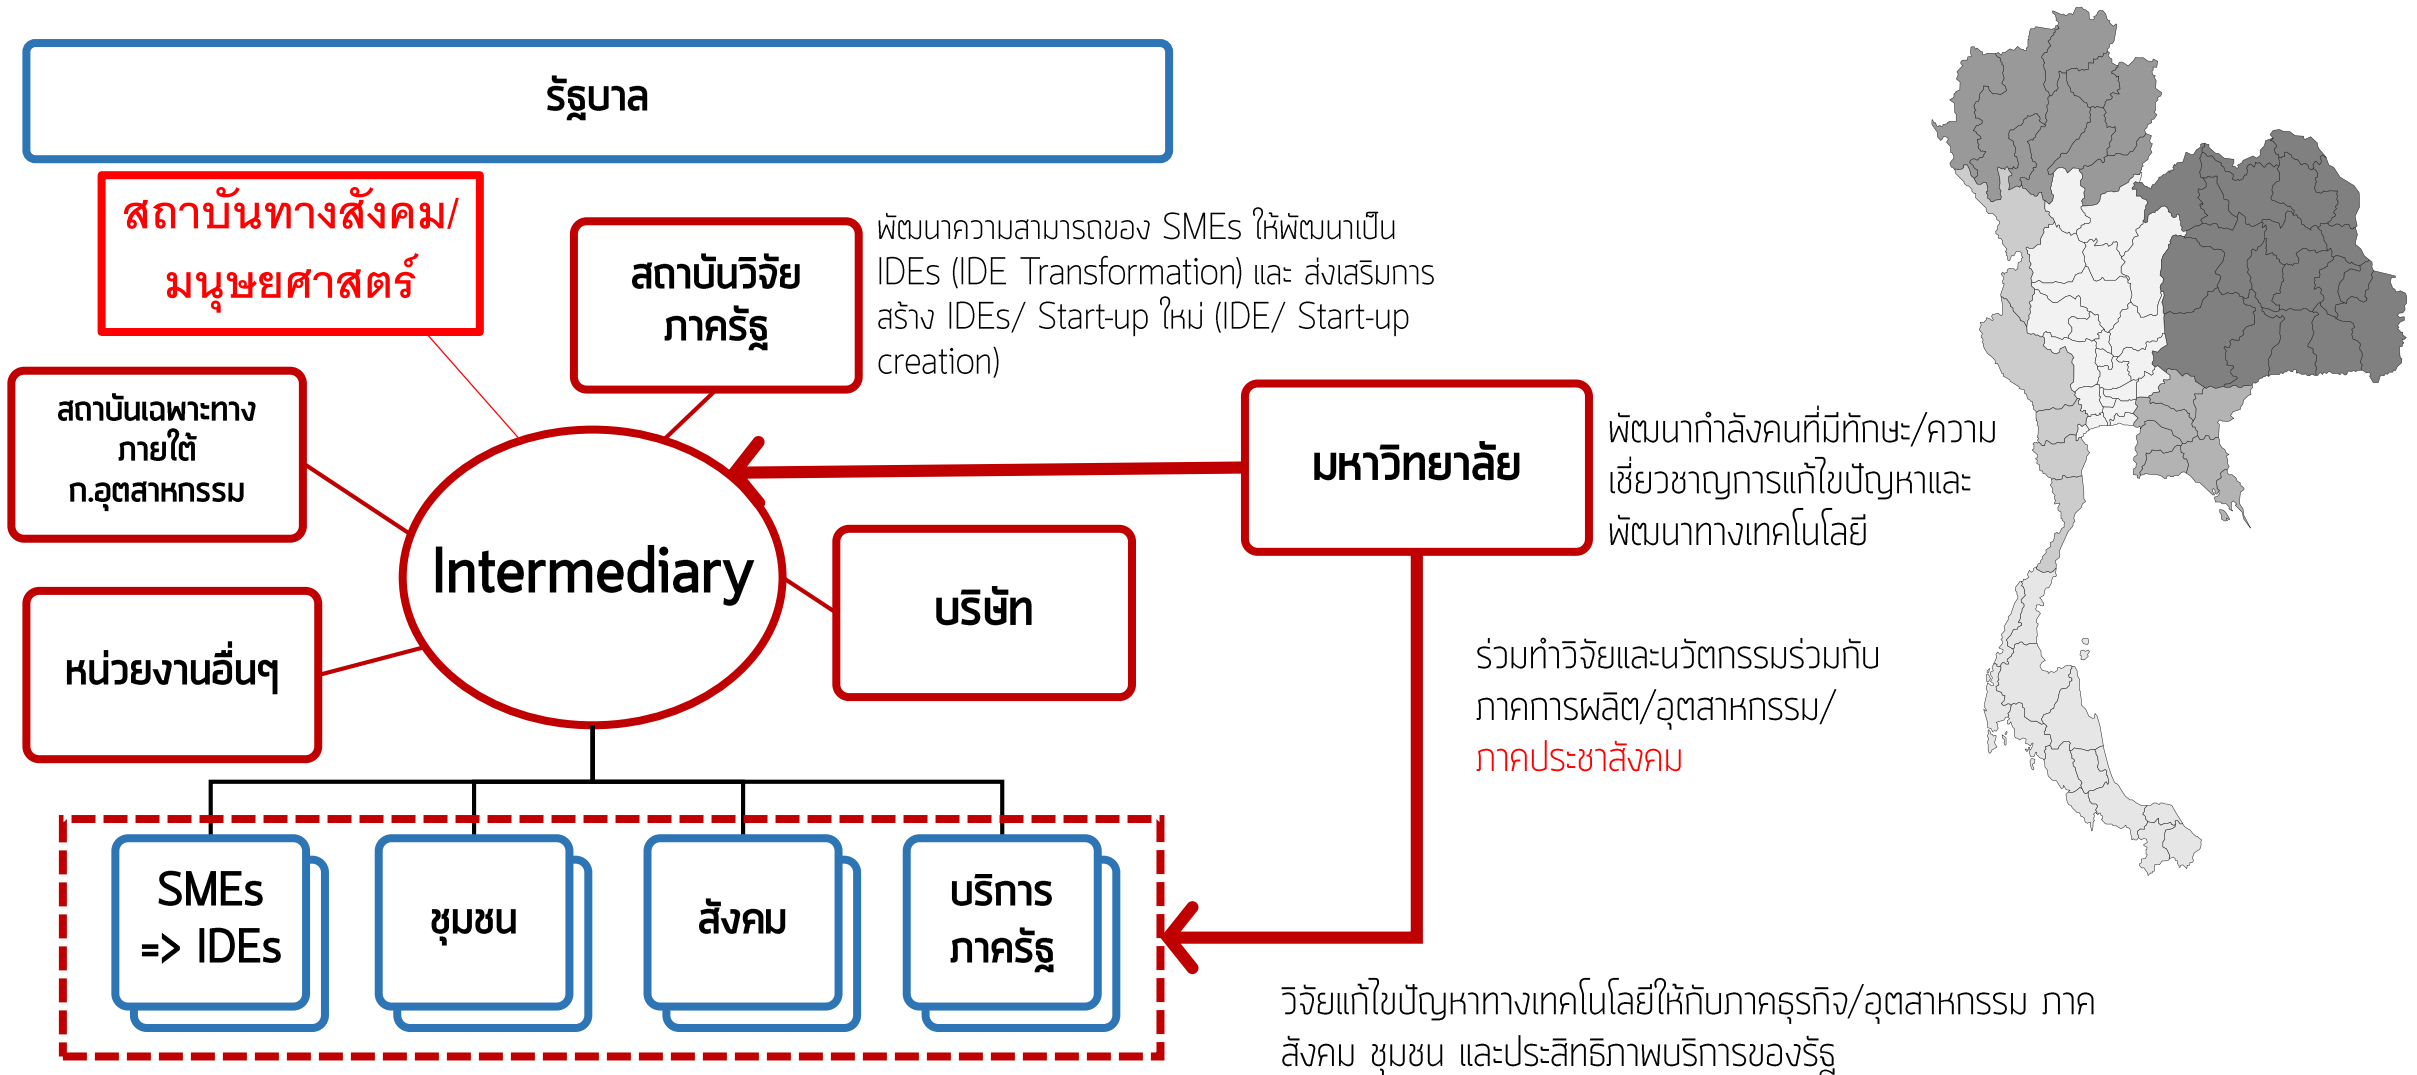 รัฐบาล
สถาบันทางสังคม/
มนุษยศาสตร์
สถาบันวิจัย
ภาครัฐ
พัฒนาความสามารถของ SMEs ให้พัฒนาเป็น
IDEs (IDE Transformation) และ ส่งเสริมการ
สร้าง IDEs/ Start-up ใหม่ (IDE/ Start-up
creation)
สถาบันเฉพาะทาง
ภายใต้
ก.อุตสาหกรรม
มหาวิทยาลัย
พัฒนากำลังคนที่มีทักษะ/ความ
เชี่ยวชาญการแก้ไขปัญหาและ
พัฒนาทางเทคโนโลยี
Intermediary
บริษัท
หน่วยงานอื่นๆ
ร่วมทำวิจัยและนวัตกรรมร่วมกับ
ภาคการผลิต/อุตสาหกรรม/
ภาคประชาสังคม
SMEs
=> IDEs
ชุมชน
สังคม
บริการ
ภาครัฐ
วิจัยแก้ไขปัญหาทางเทคโนโลยีให้กับภาคธุรกิจ/อุตสาหกรรม ภาค
สังคม ชุมชน และประสิทธิภาพบริการของรัฐ